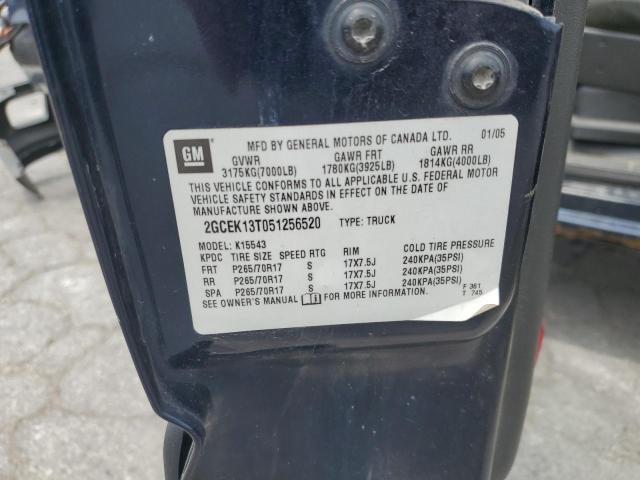 GM
MFD BY GENERAL MOTORS OF CANADA LTD. 01/05
GVWR GAWR FRT GAWR RR
3175KG(7000LB) 1780KG(3925LB) 1814KG(4000LB)
THIS VEHICLE CONFORMS TO ALL APPLICABLE U.S. FEDERAL MOTOR
VEHICLE SAFETY STANDARDS IN EFFECT ON THE DATE OF
MANUFACTURE SHOWN ABOVE.
2GCEK13T051256520 TYPE: TRUCK
MODEL: K15543
KPDC TIRE SIZE SPEED RTG RIM COLD TIRE PRESSURE
FRT P265/70R17 S 17X7.5J 240KPA(35PSI)
RR P265/70R17 S 17X7.5J 240KPA(35PSI)
SPA P265/70R17 S 17X7.5J 240KPA(35PSI)
SEE OWNER'S MANUAL FOR MORE INFORMATION. F 361
T 745